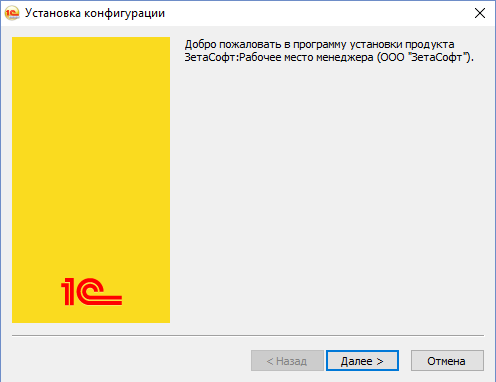 Установка конфигурации
Добро пожаловать в программу установки продукта
ЗетаСофт:Рабочее место менеджера (ООО "ЗетаСофт").
1С
< Назад
Далее >
Отмена